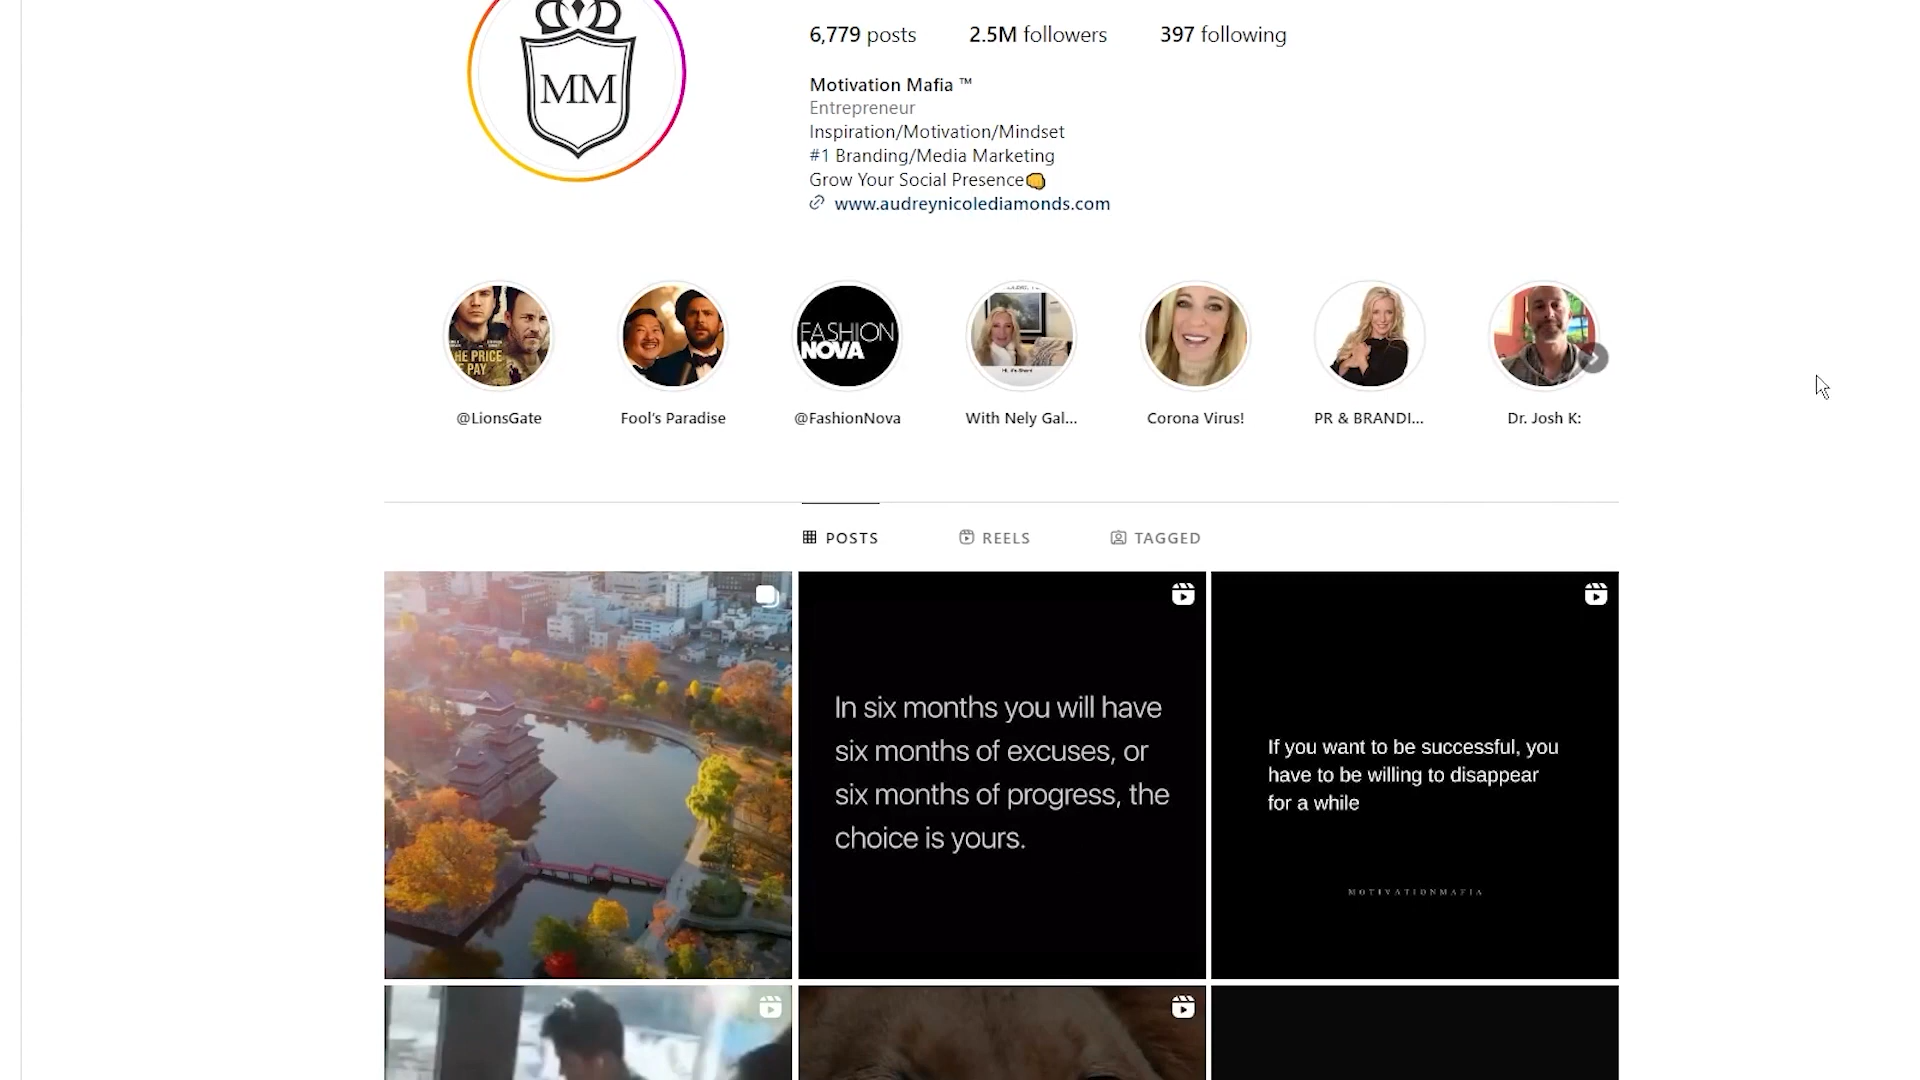 6,779 posts 2.5M followers 397 following
MM
Motivation Mafia ™
Entrepreneur
Inspiration/Motivation/Mindset
#1 Branding/Media Marketing
Grow Your Social Presence👊
www.audreynicolediamonds.com
HE PRICE
E PAY
FASHION
NOVA
@LionsGate
Fool's Paradise
@FashionNova
With Nely Gal...
Corona Virus!
PR & BRANDI...
Dr. Josh K:
POSTS REELS TAGGED
In six months you will have
six months of excuses, or
six months of progress, the
choice is yours.
If you want to be successful, you
have to be willing to disappear
for a while
MOTIVATIONMAFIA